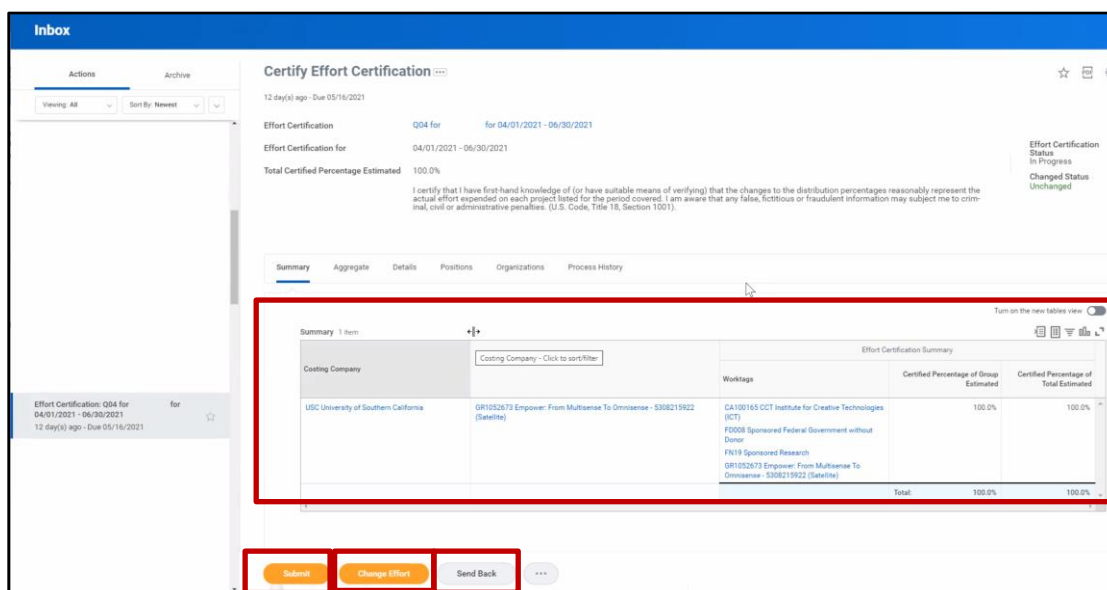 Inbox
Actions Archive
Viewing: All Sort By: Newest
Effort Certification: Q04 for for
04/01/2021 - 06/30/2021
12 day(s) ago - Due 05/16/2021
Certify Effort Certification
PDF
12 day(s) ago - Due 05/16/2021
Effort Certification Q04 for for 04/01/2021 - 06/30/2021
Effort Certification for 04/01/2021 - 06/30/2021
Total Certified Percentage Estimated 100.0%
I certify that I have first-hand knowledge of (or have suitable means of verifying) that the changes to the distribution percentages reasonably represent the
actual effort expended on each project listed for the period covered. I am aware that any false, fictitious or fraudulent information may subject me to crim-
inal, civil or administrative penalties. (U.S. Code, Title 18, Section 1001).
Effort Certification
Status
In Progress
Changed Status
Unchanged
Summary Aggregate Details Positions Organizations Process History
Turn on the new tables view
Summary 1 item
Costing Company
Costing Company - Click to sort/filter
Effort Certification Summary
Worktags
Certified Percentage of Group
Estimated
Certified Percentage of
Total Estimated
USC University of Southern California
GR1052673 Empower: From Multisense To Omnisense - 5308215922
(Satellite)
CA100165 CCT Institute for Creative Technologies
(ICT)
FD008 Sponsored Federal Government without
Donor
FN19 Sponsored Research
GR1052673 Empower: From Multisense To
Omnisense - 5308215922 (Satellite)
100.0% 100.0%
Total: 100.0% 100.0%
Submit Change Effort Send Back